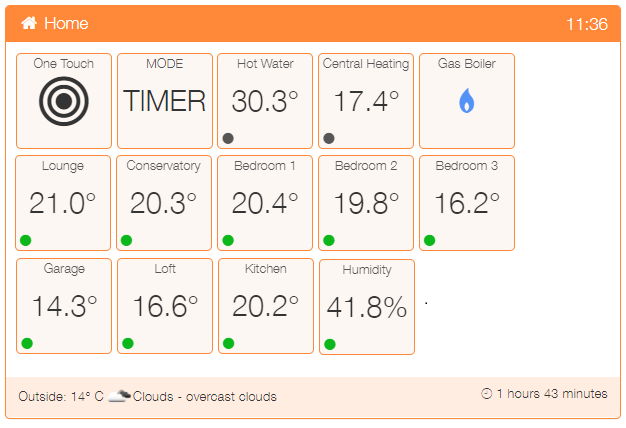 Home 11:36
One Touch MODE Hot Water Central Heating Gas Boiler
TIMER 30.3° 17.4°
Lounge Conservatory Bedroom 1 Bedroom 2 Bedroom 3
21.0° 20.3° 20.4° 19.8° 16.2°
Garage Loft Kitchen Humidity
14.3° 16.6° 20.2° 41.8% .
Outside: 14° C Clouds - overcast clouds 1 hours 43 minutes